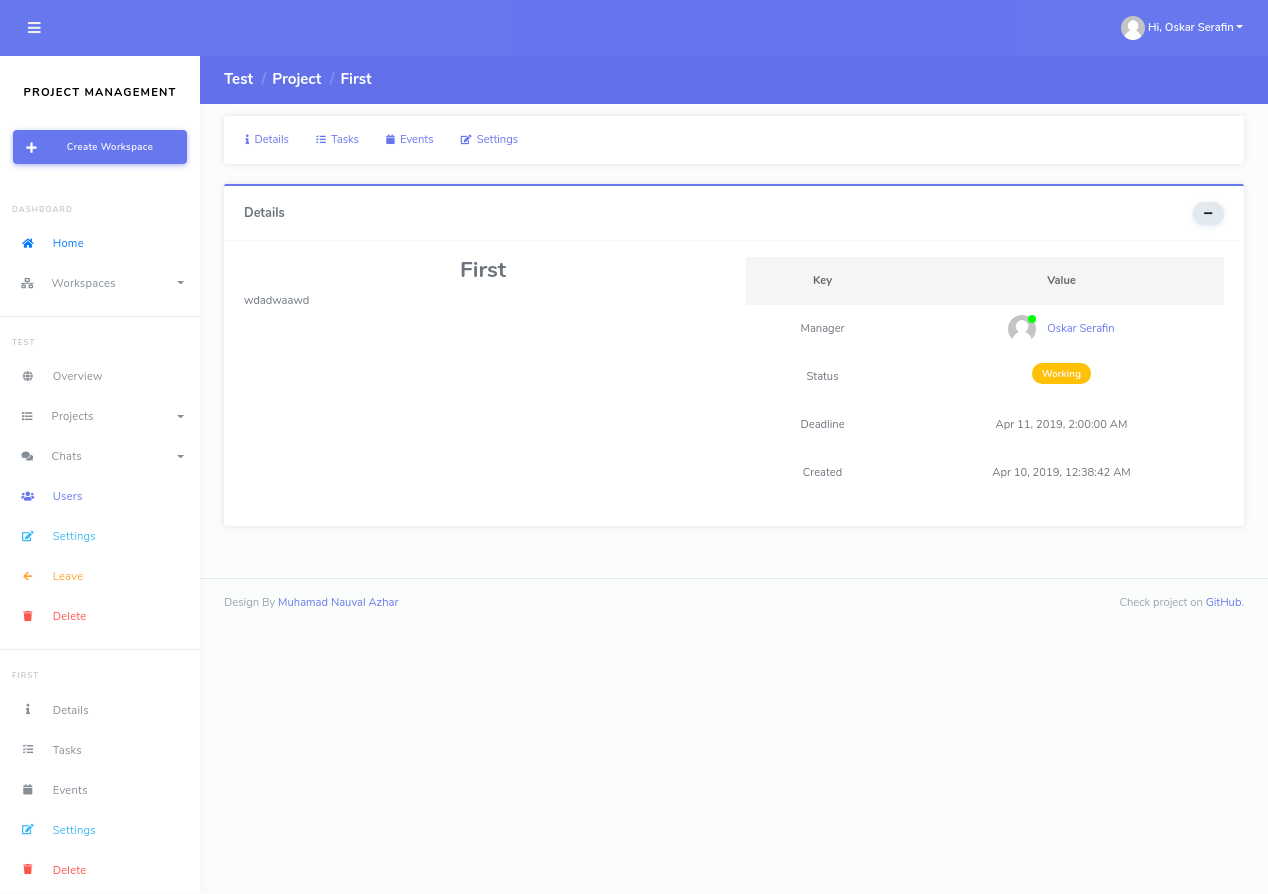 Hi, Oskar Serafin
PROJECT MANAGEMENT
Create Workspace
DASHBOARD
Home
Workspaces
TEST
Overview
Projects
Chats
Users
Settings
Leave
Delete
FIRST
Details
Tasks
Events
Settings
Delete
Test / Project / First
Details Tasks Events Settings
Details
First
wdadwaawd
Key Value
Manager Oskar Serafin
Status Working
Deadline Apr 11, 2019, 2:00:00 AM
Created Apr 10, 2019, 12:38:42 AM
Design By Muhamad Nauval Azhar
Check project on GitHub.